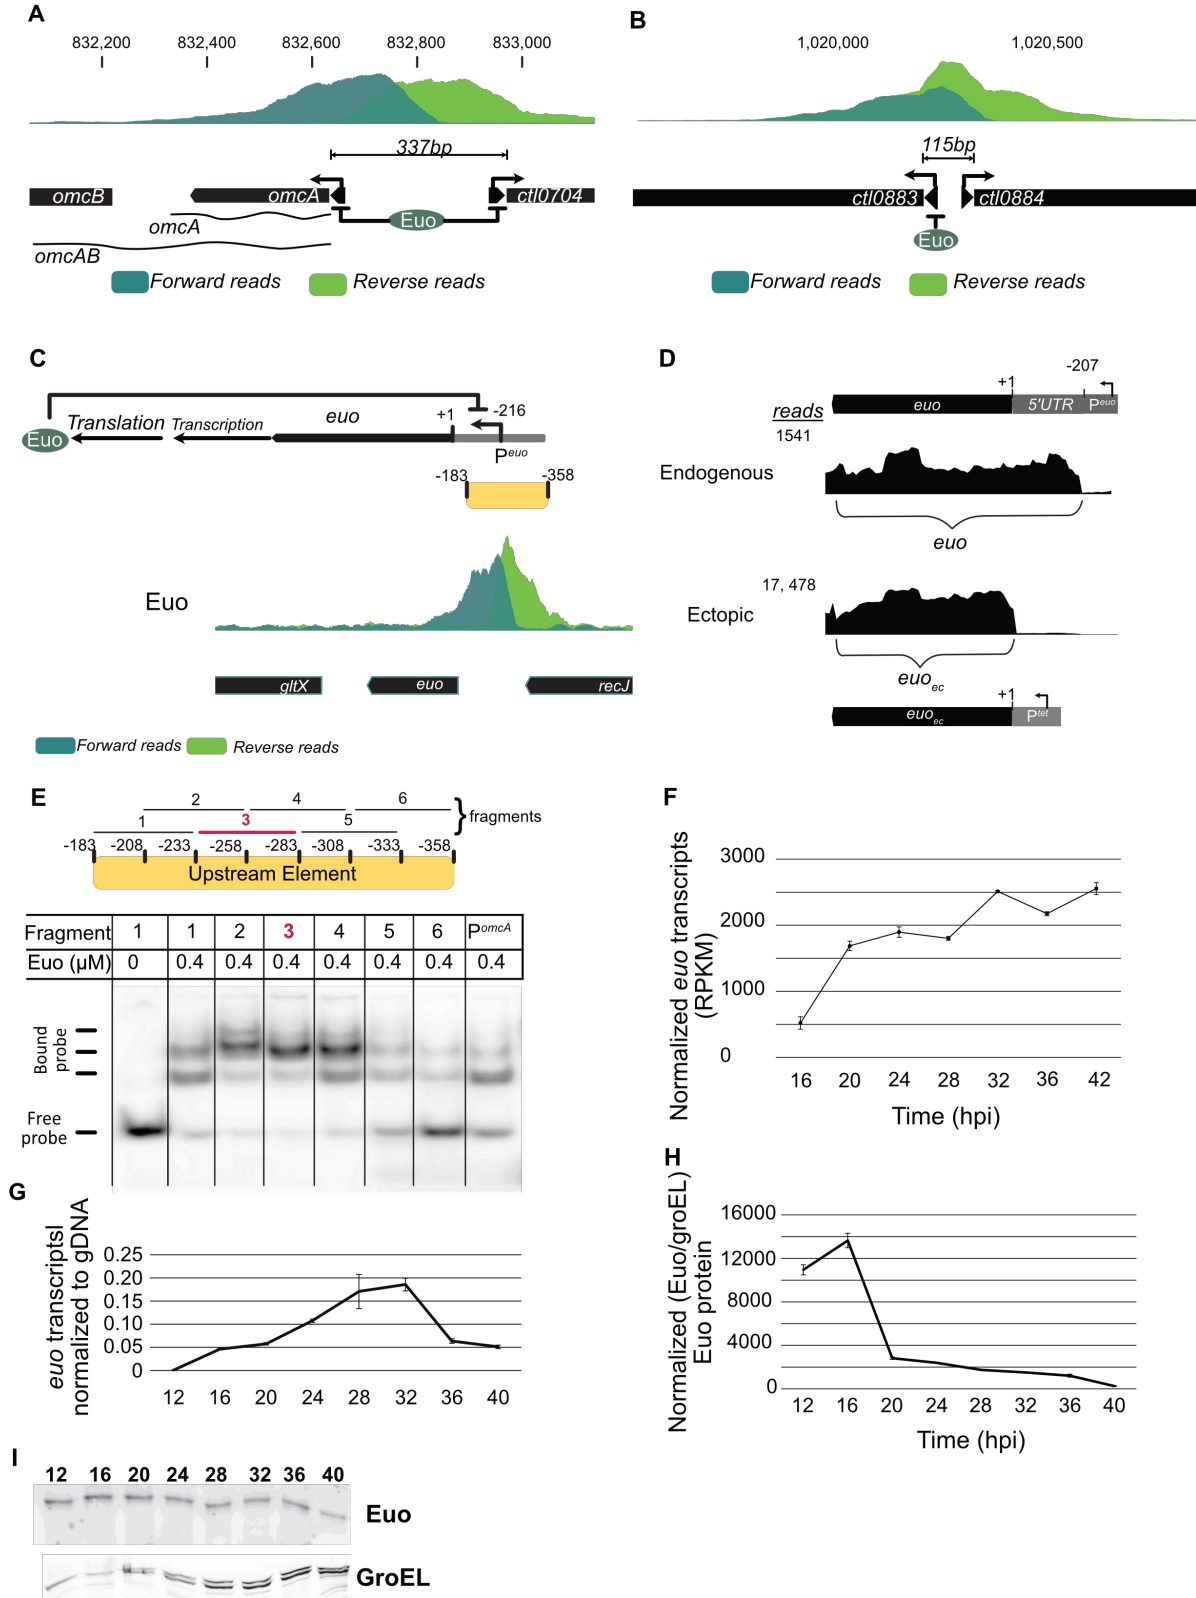 A
832,200 832,400 832,600 832,800 833,000
337bp
omcB omcA ctl0704
Euo
omcA
omcAB
Forward reads Reverse reads
B
1,020,000 1,020,500
115bp
ctl0883 ctl0884
Euo
Forward reads Reverse reads
C
Euo Translation Transcription euo +1 -216
Peuo
-183 -358
Euo
gltX euo recJ
Forward reads Reverse reads
D
-207
+1
reads euo 5'UTR Peuo
1541
Endogenous
euo
17, 478
Ectopic
euoec
+1
euoec Ptet
E
2 4 6
1 3 5 fragments
-183 -208 -233 -258 -283 -308 -333 -358
Upstream Element
Fragment 1 1 2 3 4 5 6 PomcA
Euo (μM) 0 0.4 0.4 0.4 0.4 0.4 0.4 0.4
Bound
probe
Free
probe
F
Normalized euo transcripts
(RPKM)
3000
2000
1000
0
16 20 24 28 32 36 42
Time (hpi)
G
euo transcriptsl
normalized to gDNA
0.25
0.20
0.15
0.10
0.05
0
12 16 20 24 28 32 36 40
H
Normalized (Euo/groEL)
Euo protein
16000
12000
8000
4000
0
12 16 20 24 28 32 36 40
Time (hpi)
I
12 16 20 24 28 32 36 40
Euo
GroEL